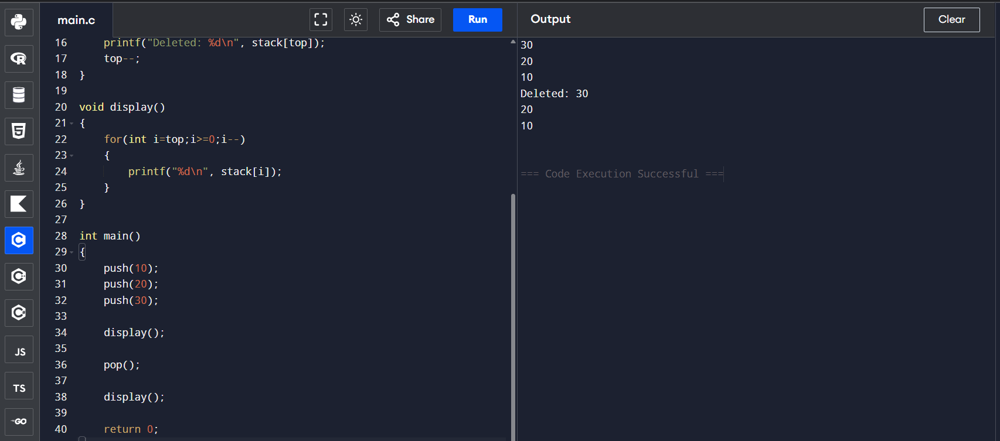 main.c
Share
Run
Output
Clear
16 printf("Deleted: %d\n", stack[top]);
17 top--;
18 }
19
20 void display()
21 {
22 for(int i=top;i>=0;i--)
23 {
24 printf("%d\n", stack[i]);
25 }
26 }
27
28 int main()
29 {
30 push(10);
31 push(20);
32 push(30);
33
34 display();
35
36 pop();
37
38 display();
39
40 return 0;
30
20
10
Deleted: 30
20
10
=== Code Execution Successful ===
R
5
C
C++
C#
JS
TS
GO